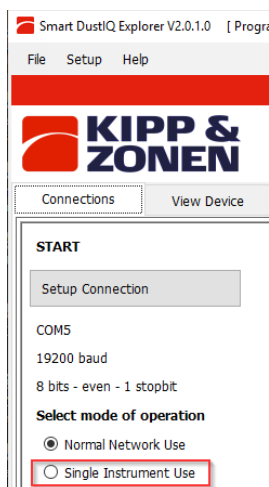 Smart DustIQ Explorer V2.0.1.0 [ Progra
File Setup Help
KIPP &
ZONEN
Connections View Device
START
Setup Connection
COM5
19200 baud
8 bits - even - 1 stopbit
Select mode of operation
Normal Network Use
Single Instrument Use